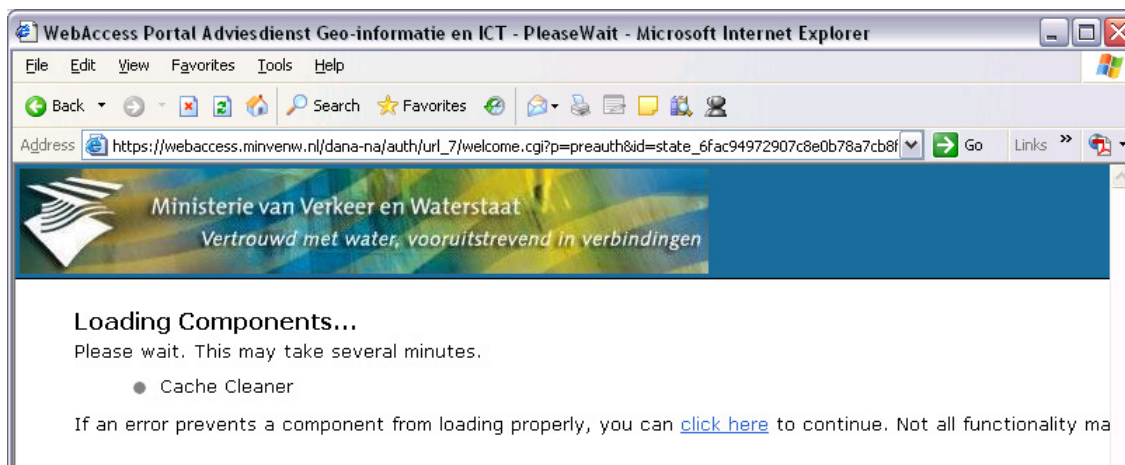 WebAccess Portal Adviesdienst Geo-informatie en ICT - PleaseWait - Microsoft Internet Explorer
File Edit View Favorites Tools Help
Back Search Favorites
Address https://webaccess.minvenw.nl/dana-na/auth/url_7/welcome.cgi?p=preauth&id=state_6fac94972907c8e0b78a7cb8f Go Links »
Ministerie van Verkeer en Waterstaat
Vertrouwd met water, vooruitstrevend in verbindingen
Loading Components...
Please wait. This may take several minutes.
Cache Cleaner
If an error prevents a component from loading properly, you can click here to continue. Not all functionality ma